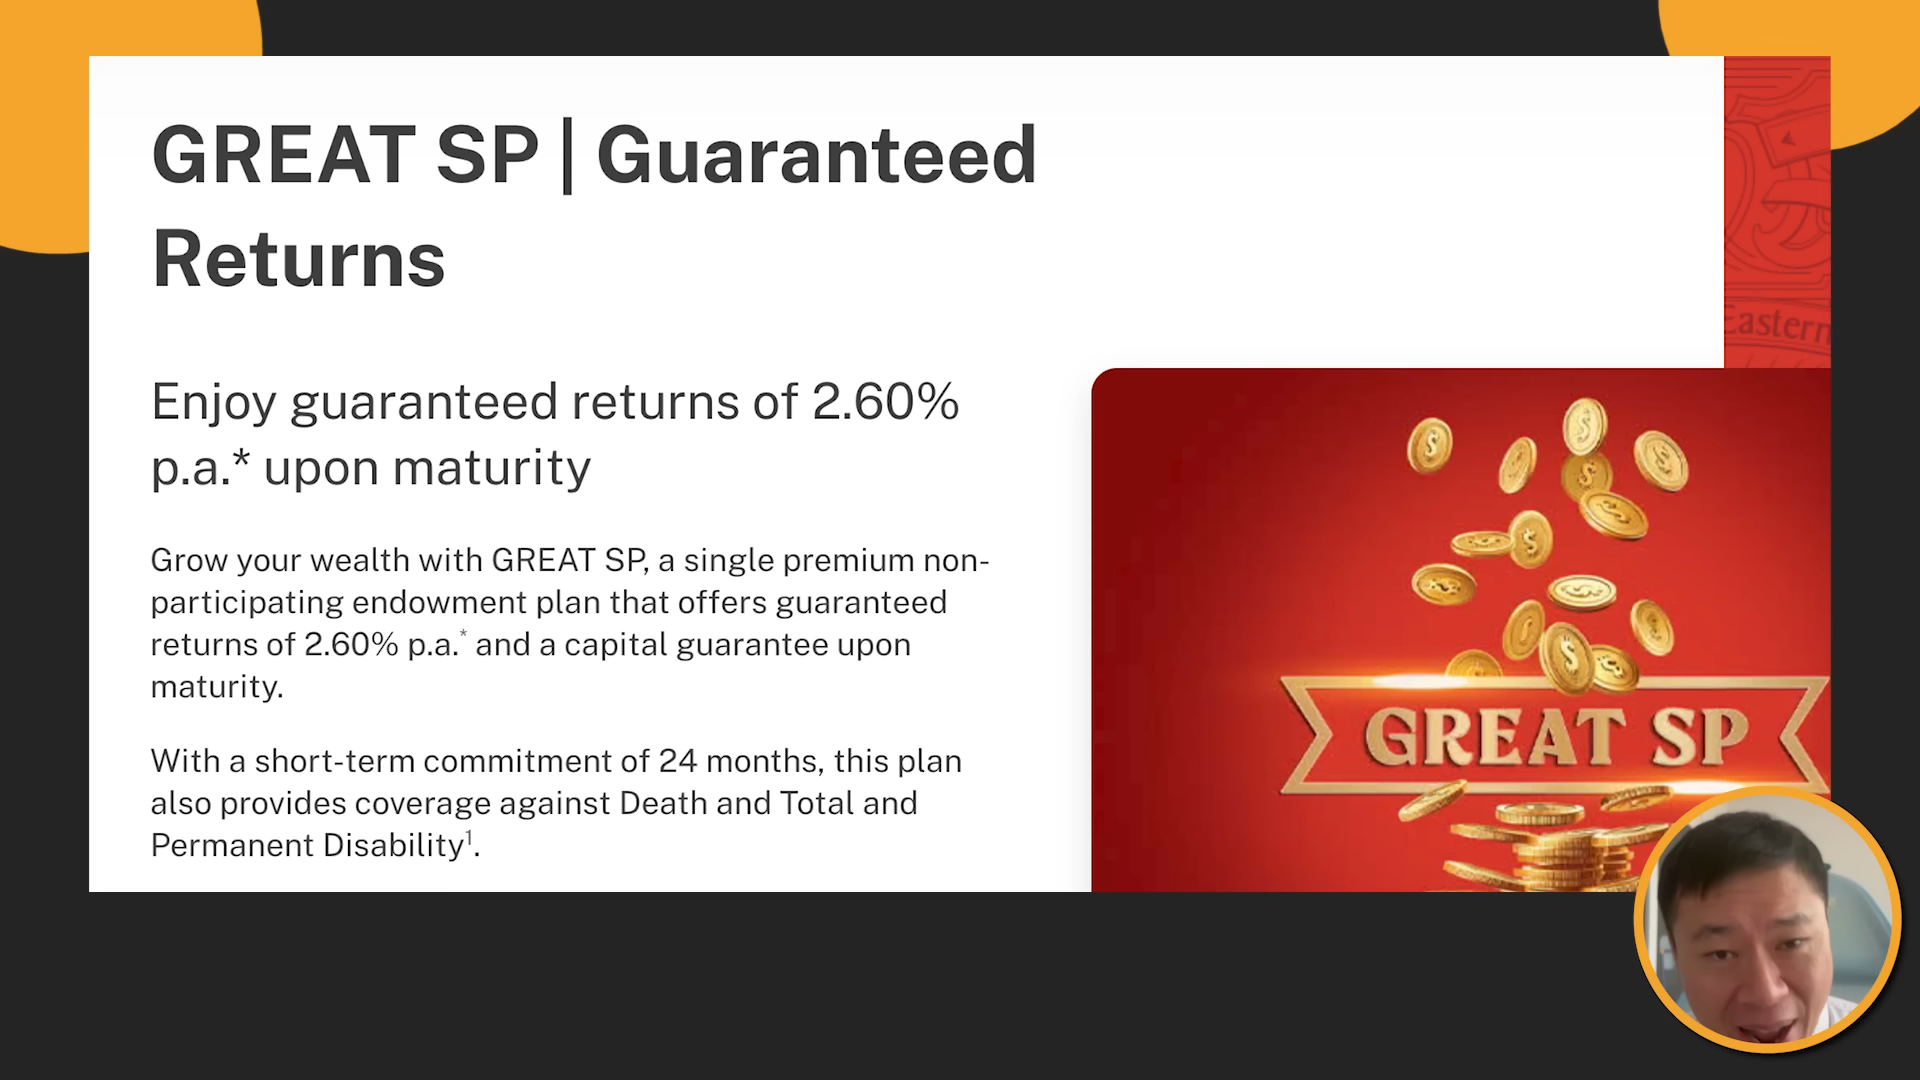 GREAT SP | Guaranteed
Returns
Eastern
Enjoy guaranteed returns of 2.60%
p.a.* upon maturity
Grow your wealth with GREAT SP, a single premium non-
participating endowment plan that offers guaranteed
returns of 2.60% p.a.* and a capital guarantee upon
maturity.
With a short-term commitment of 24 months, this plan
also provides coverage against Death and Total and
Permanent Disability¹.
GREAT SP